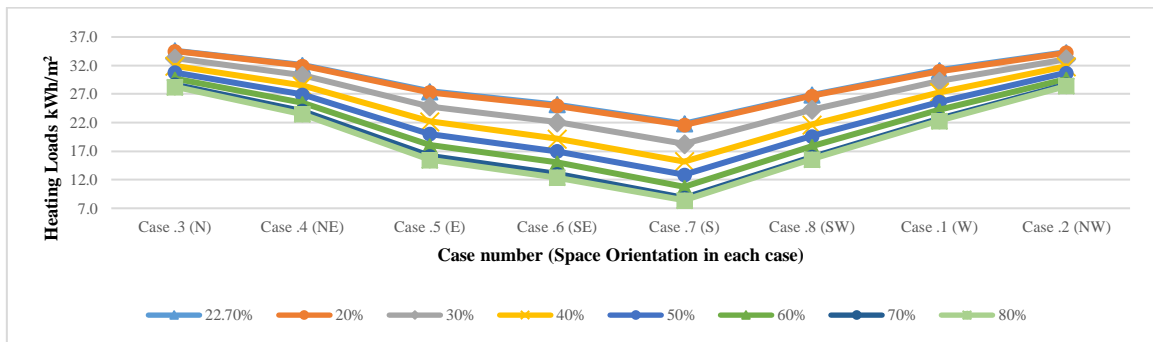 Heating Loads kWh/m²
37.0
32.0
27.0
22.0
17.0
12.0
7.0
Case .3 (N) Case .4 (NE) Case .5 (E) Case .6 (SE) Case .7 (S) Case .8 (SW) Case .1 (W) Case .2 (NW)
Case number (Space Orientation in each case)
22.70% 20% 30% 40% 50% 60% 70% 80%